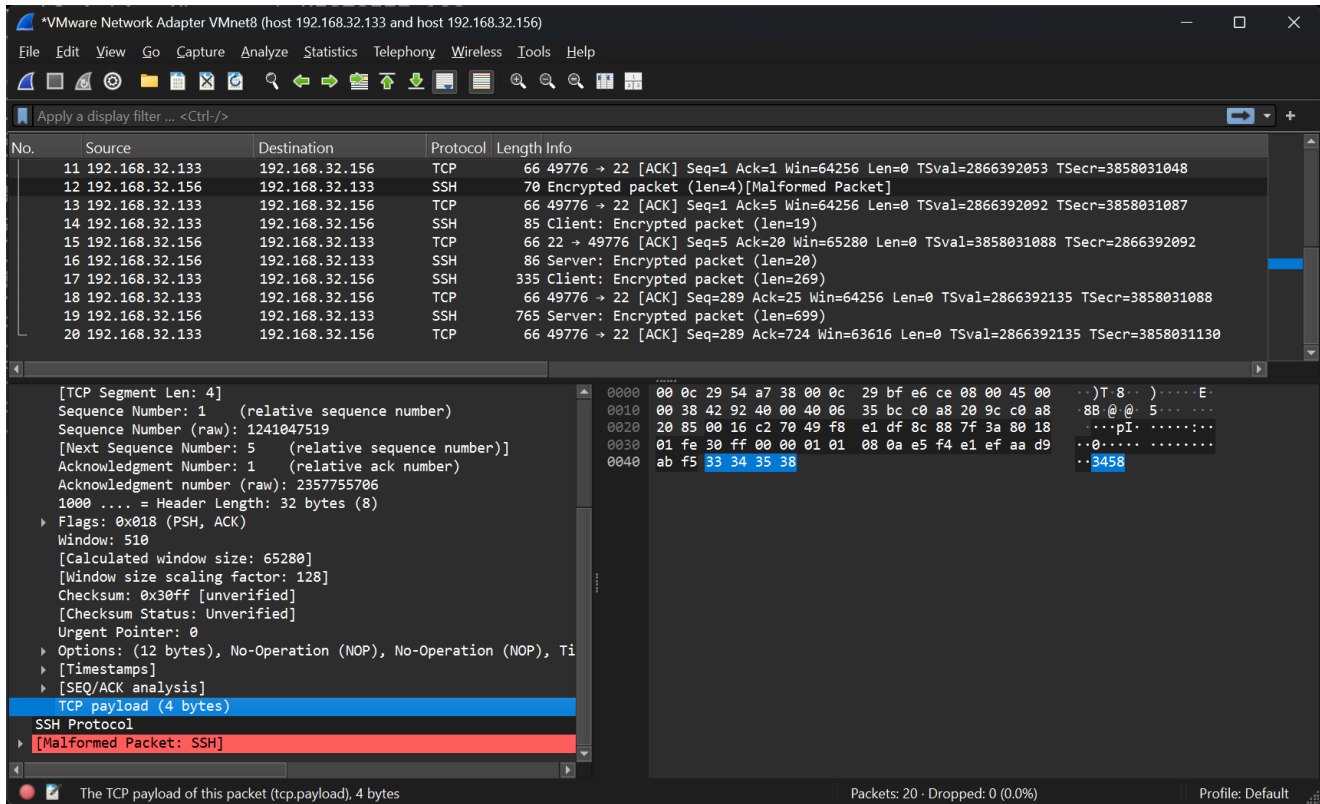 *VMware Network Adapter VMnet8 (host 192.168.32.133 and host 192.168.32.156)
File Edit View Go Capture Analyze Statistics Telephony Wireless Tools Help
Apply a display filter ... <Ctrl-/>
No. Source Destination Protocol Length Info
11 192.168.32.133 192.168.32.156 TCP 66 49776 → 22 [ACK] Seq=1 Ack=1 Win=64256 Len=0 TSval=2866392053 TSecr=3858031048
12 192.168.32.156 192.168.32.133 SSH 70 Encrypted packet (len=4)[Malformed Packet]
13 192.168.32.133 192.168.32.156 TCP 66 49776 → 22 [ACK] Seq=1 Ack=5 Win=64256 Len=0 TSval=2866392092 TSecr=3858031087
14 192.168.32.133 192.168.32.156 SSH 85 Client: Encrypted packet (len=19)
15 192.168.32.156 192.168.32.133 TCP 66 22 → 49776 [ACK] Seq=5 Ack=20 Win=65280 Len=0 TSval=3858031088 TSecr=2866392092
16 192.168.32.156 192.168.32.133 SSH 86 Server: Encrypted packet (len=20)
17 192.168.32.133 192.168.32.156 SSH 335 Client: Encrypted packet (len=269)
18 192.168.32.133 192.168.32.156 TCP 66 49776 → 22 [ACK] Seq=289 Ack=25 Win=64256 Len=0 TSval=2866392135 TSecr=3858031088
19 192.168.32.156 192.168.32.133 SSH 765 Server: Encrypted packet (len=699)
20 192.168.32.133 192.168.32.156 TCP 66 49776 → 22 [ACK] Seq=289 Ack=724 Win=63616 Len=0 TSval=2866392135 TSecr=3858031130
[TCP Segment Len: 4]
Sequence Number: 1 (relative sequence number)
Sequence Number (raw): 1241047519
[Next Sequence Number: 5 (relative sequence number)]
Acknowledgment Number: 1 (relative ack number)
Acknowledgment number (raw): 2357755706
1000 .... = Header Length: 32 bytes (8)
Flags: 0x018 (PSH, ACK)
Window: 510
[Calculated window size: 65280]
[Window size scaling factor: 128]
Checksum: 0x30ff [unverified]
[Checksum Status: Unverified]
Urgent Pointer: 0
Options: (12 bytes), No-Operation (NOP), No-Operation (NOP), Ti
[Timestamps]
[SEQ/ACK analysis]
TCP payload (4 bytes)
SSH Protocol
[Malformed Packet: SSH]
0000 00 0c 29 54 a7 38 00 0c 29 bf e6 ce 08 00 45 00 ··)T·8·· )·····E·
0010 00 38 42 92 40 00 40 06 35 bc c0 a8 20 9c c0 a8 ·8B·@·@· 5··· ···
0020 20 85 00 16 c2 70 49 f8 e1 df 8c 88 7f 3a 80 18 ····pI· ·····:··
0030 01 fe 30 ff 00 00 01 01 08 0a e5 f4 e1 ef aa d9 ··0····· ········
0040 ab f5 33 34 35 38 ··3458
The TCP payload of this packet (tcp.payload), 4 bytes
Packets: 20 · Dropped: 0 (0.0%)
Profile: Default